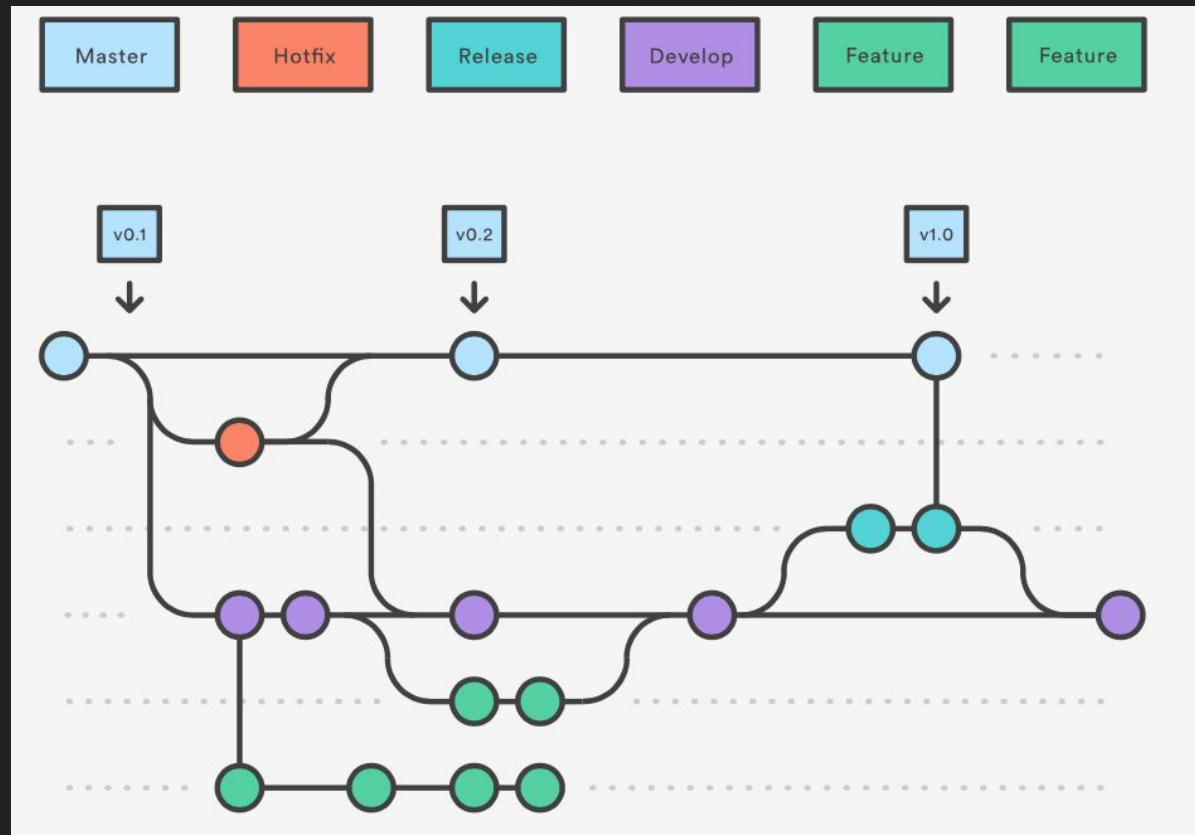 Master
Hotfix
Release
Develop
Feature
Feature
v0.1
v0.2
v1.0